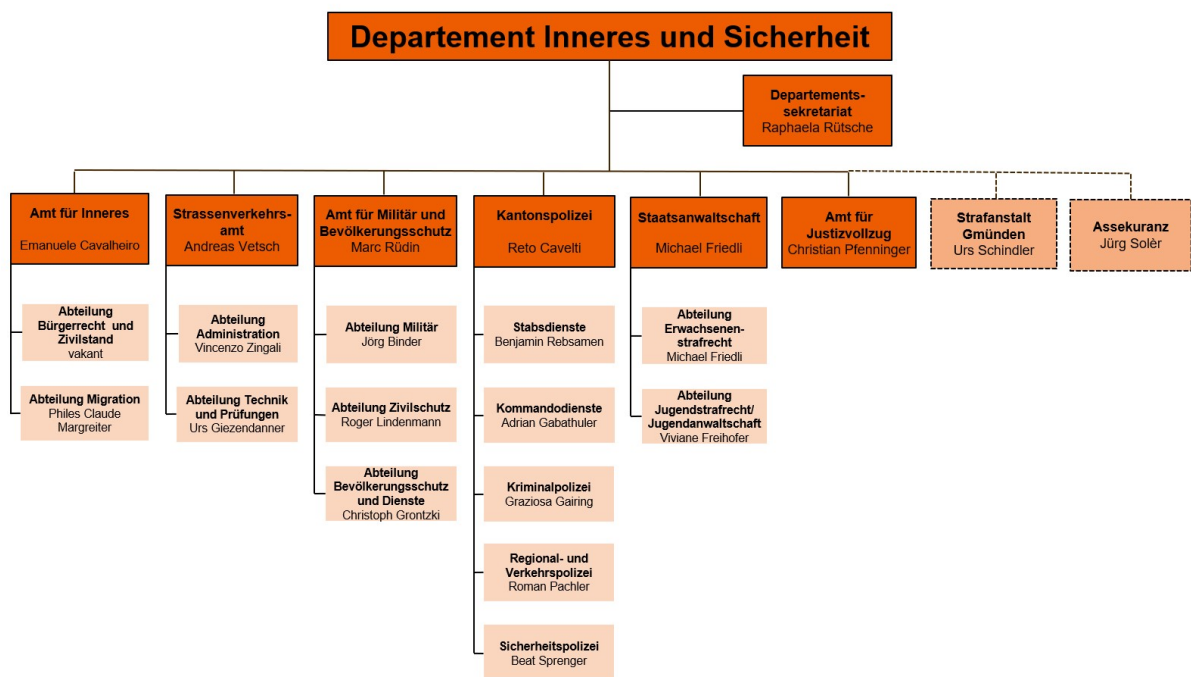 Departement Inneres und Sicherheit
Departements-
sekretariat
Raphaela Rütsche
Amt für Inneres
Emanuele Cavalheiro
Strassenverkehrs-
amt
Andreas Vetsch
Amt für Militär und
Bevölkerungsschutz
Marc Rüdin
Kantonspolizei
Reto Cavelti
Staatsanwaltschaft
Michael Friedli
Amt für
Justizvollzug
Christian Pfenninger
Strafanstalt
Gmünden
Urs Schindler
Assekuranz
Jürg Solèr
Abteilung
Bürgerrecht und
Zivilstand
vakant
Abteilung Migration
Philes Claude
Margreiter
Abteilung
Administration
Vincenzo Zingali
Abteilung Technik
und Prüfungen
Urs Giezendanner
Abteilung Militär
Jörg Binder
Abteilung Zivilschutz
Roger Lindenmann
Abteilung
Bevölkerungsschutz
und Dienste
Christoph Grontzki
Stabsdienste
Benjamin Rebsamen
Kommandodienste
Adrian Gabathuler
Kriminalpolizei
Graziosa Gairing
Regional- und
Verkehrspolizei
Roman Pachler
Sicherheitspolizei
Beat Sprenger
Abteilung
Erwachsenen-
strafrecht
Michael Friedli
Abteilung
Jugendstrafrecht/
Jugendanwaltschaft
Viviane Freihofer